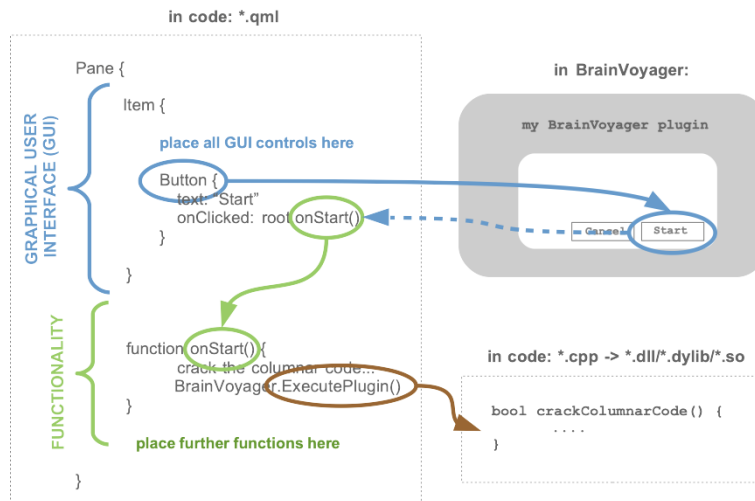 in code: *.qml
Pane {
Item {
place all GUI controls here
Button {
text: “Start”
onClicked: root.onStart()
}
}
function onStart() {
crack the columnar code...
BrainVoyager.ExecutePlugin()
}
place further functions here
}
GRAPHICAL USER
INTERFACE (GUI)
FUNCTIONALITY
in BrainVoyager:
my BrainVoyager plugin
Cancel
Start
in code: *.cpp -> *.dll/*.dylib/*.so
bool crackColumnarCode() {
....
}